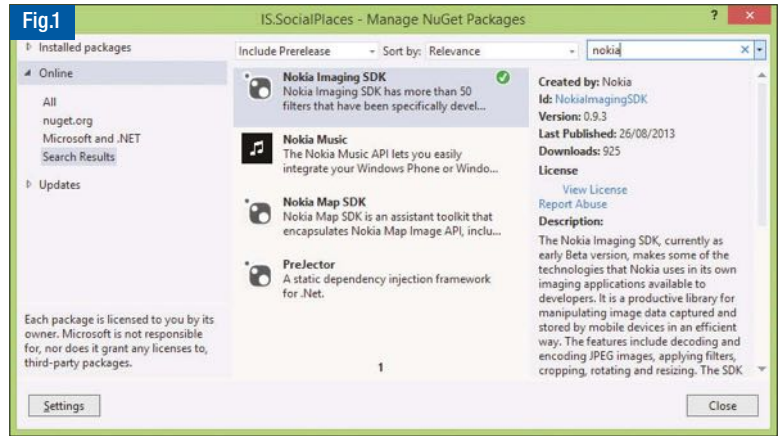 Fig.1
IS.SocialPlaces - Manage NuGet Packages
? ×
Installed packages
Online
All
nuget.org
Microsoft and .NET
Search Results
Updates
Each package is licensed to you by its
owner. Microsoft is not responsible
for, nor does it grant any licenses to,
third-party packages.
Settings
Include Prerelease
Sort by: Relevance
nokia
Nokia Imaging SDK
Nokia Imaging SDK has more than 50
filters that have been specifically devel...
Nokia Music
The Nokia Music API lets you easily
integrate your Windows Phone or Windo...
Nokia Map SDK
Nokia Map SDK is an assistant toolkit that
encapsulates Nokia Map Image API, inclu...
PreJector
A static dependency injection framework
for .Net.
1
Created by: Nokia
Id: NokiaImagingSDK
Version: 0.9.3
Last Published: 26/08/2013
Downloads: 925
License
View License
Report Abuse
Description:
The Nokia Imaging SDK, currently as
early Beta version, makes some of the
technologies that Nokia uses in its own
imaging applications available to
developers. It is a productive library for
manipulating image data captured and
stored by mobile devices in an efficient
way. The features include decoding and
encoding JPEG images, applying filters,
cropping, rotating and resizing. The SDK
Close